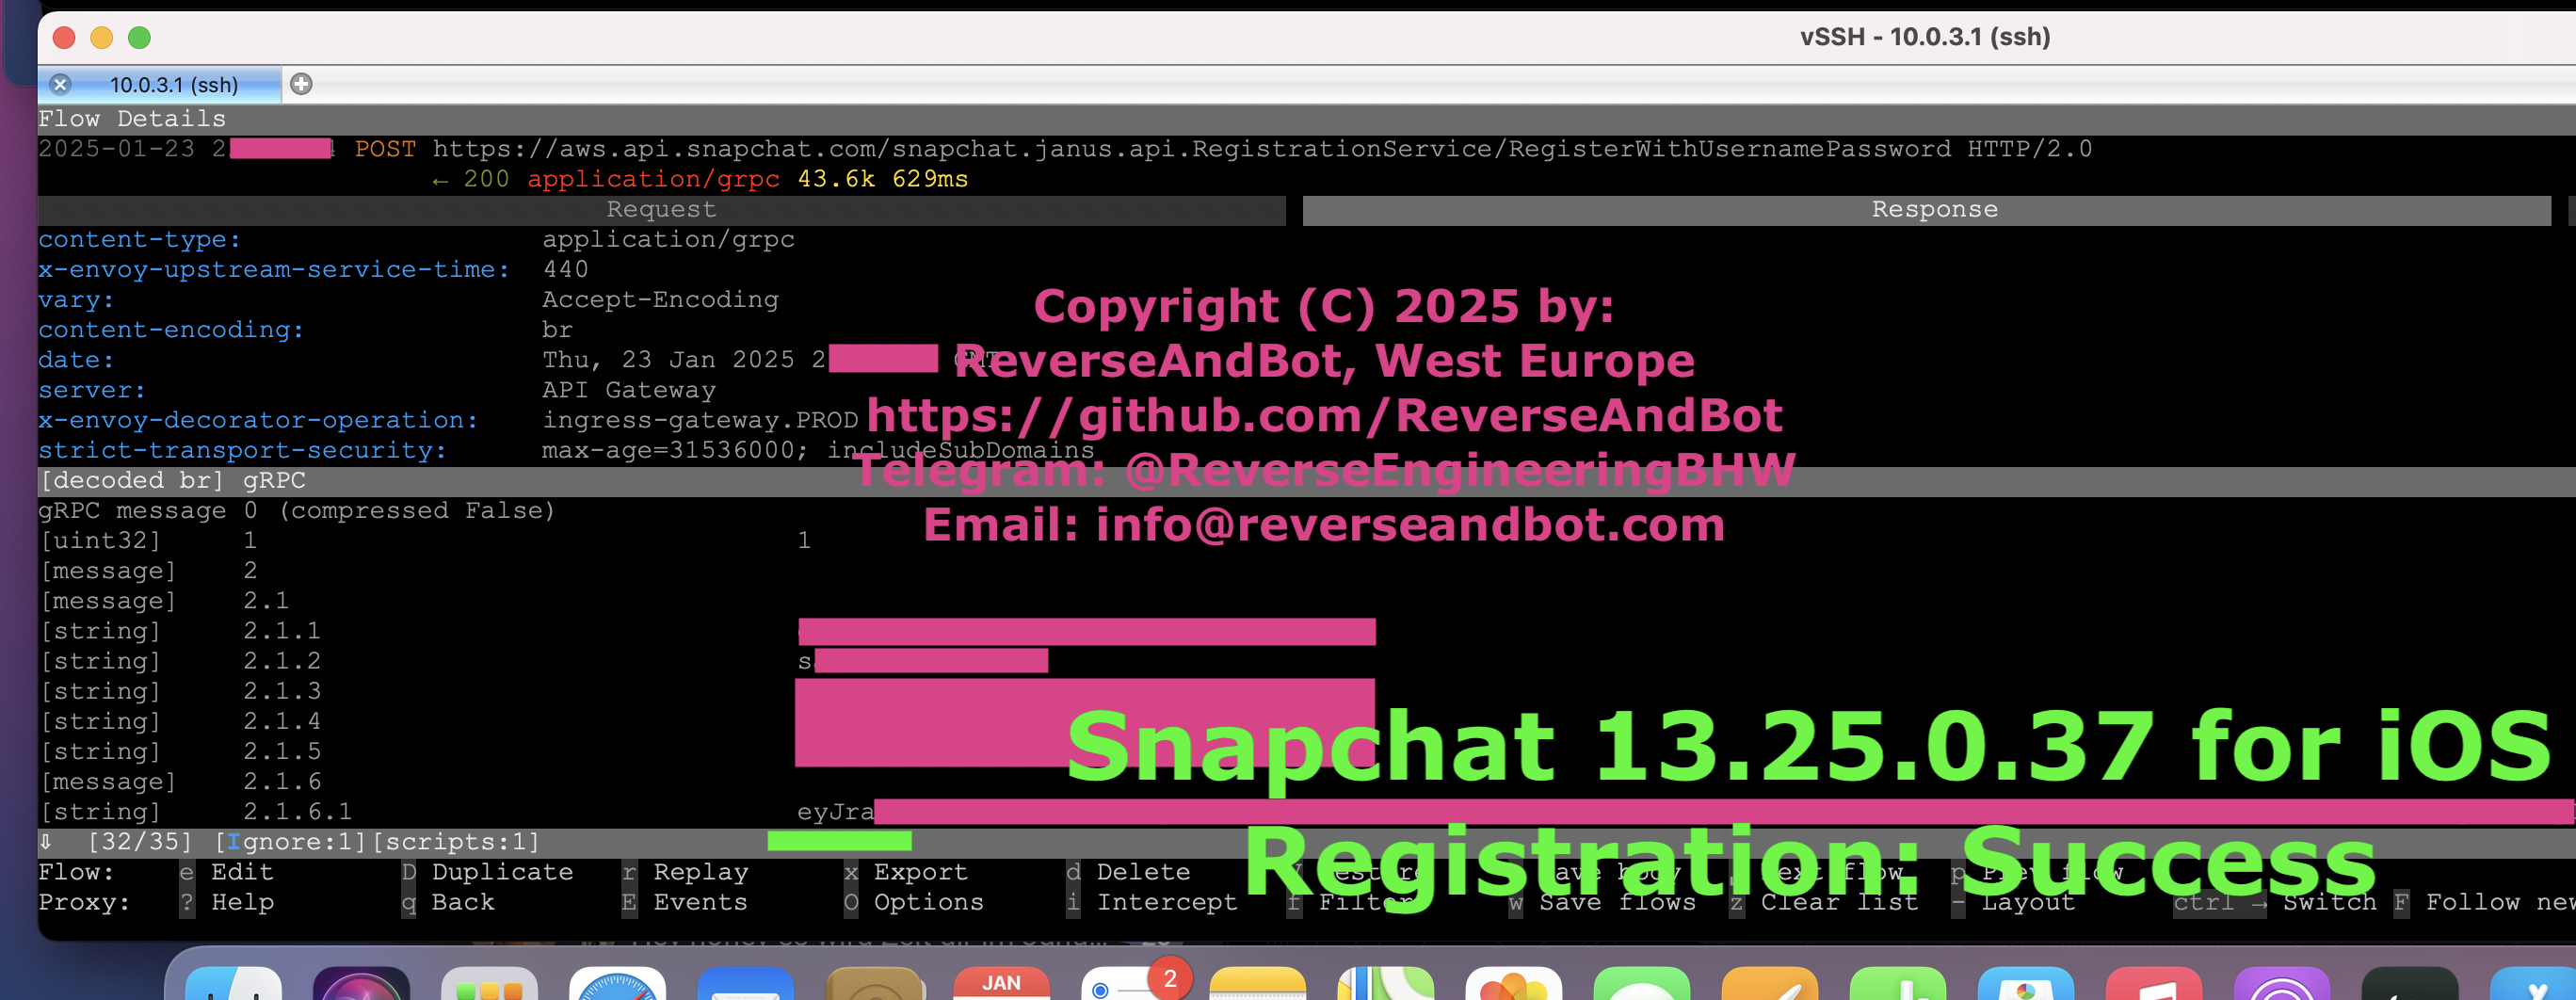 vSSH - 10.0.3.1 (ssh)
10.0.3.1 (ssh)
Flow Details
2025-01-23 2 POST https://aws.api.snapchat.com/snapchat.janus.api.RegistrationService/RegisterWithUsernamePassword HTTP/2.0
← 200 application/grpc 43.6k 629ms
Request Response
content-type: application/grpc
x-envoy-upstream-service-time: 440
vary: Accept-Encoding
content-encoding: br
date: Thu, 23 Jan 2025 2 GMT
server: API Gateway
x-envoy-decorator-operation: ingress-gateway.PROD
strict-transport-security: max-age=31536000; includeSubDomains
Copyright (C) 2025 by:
ReverseAndBot, West Europe
https://github.com/ReverseAndBot
Telegram: @ReverseEngineeringBHW
Email: info@reverseandbot.com
[decoded br] gRPC
gRPC message 0 (compressed False)
[uint32] 1 1
[message] 2
[message] 2.1
[string] 2.1.1
[string] 2.1.2 s
[string] 2.1.3
[string] 2.1.4
[string] 2.1.5
[message] 2.1.6
[string] 2.1.6.1 eyJra
Snapchat 13.25.0.37 for iOS
Registration: Success
⇩ [32/35] [Ignore:1][scripts:1]
Flow: e Edit D Duplicate r Replay x Export d Delete p Prev flow
Proxy: ? Help q Back E Events O Options i Intercept f Filter w Save flows z Clear list - Layout ctrl → Switch F Follow new
JAN
2